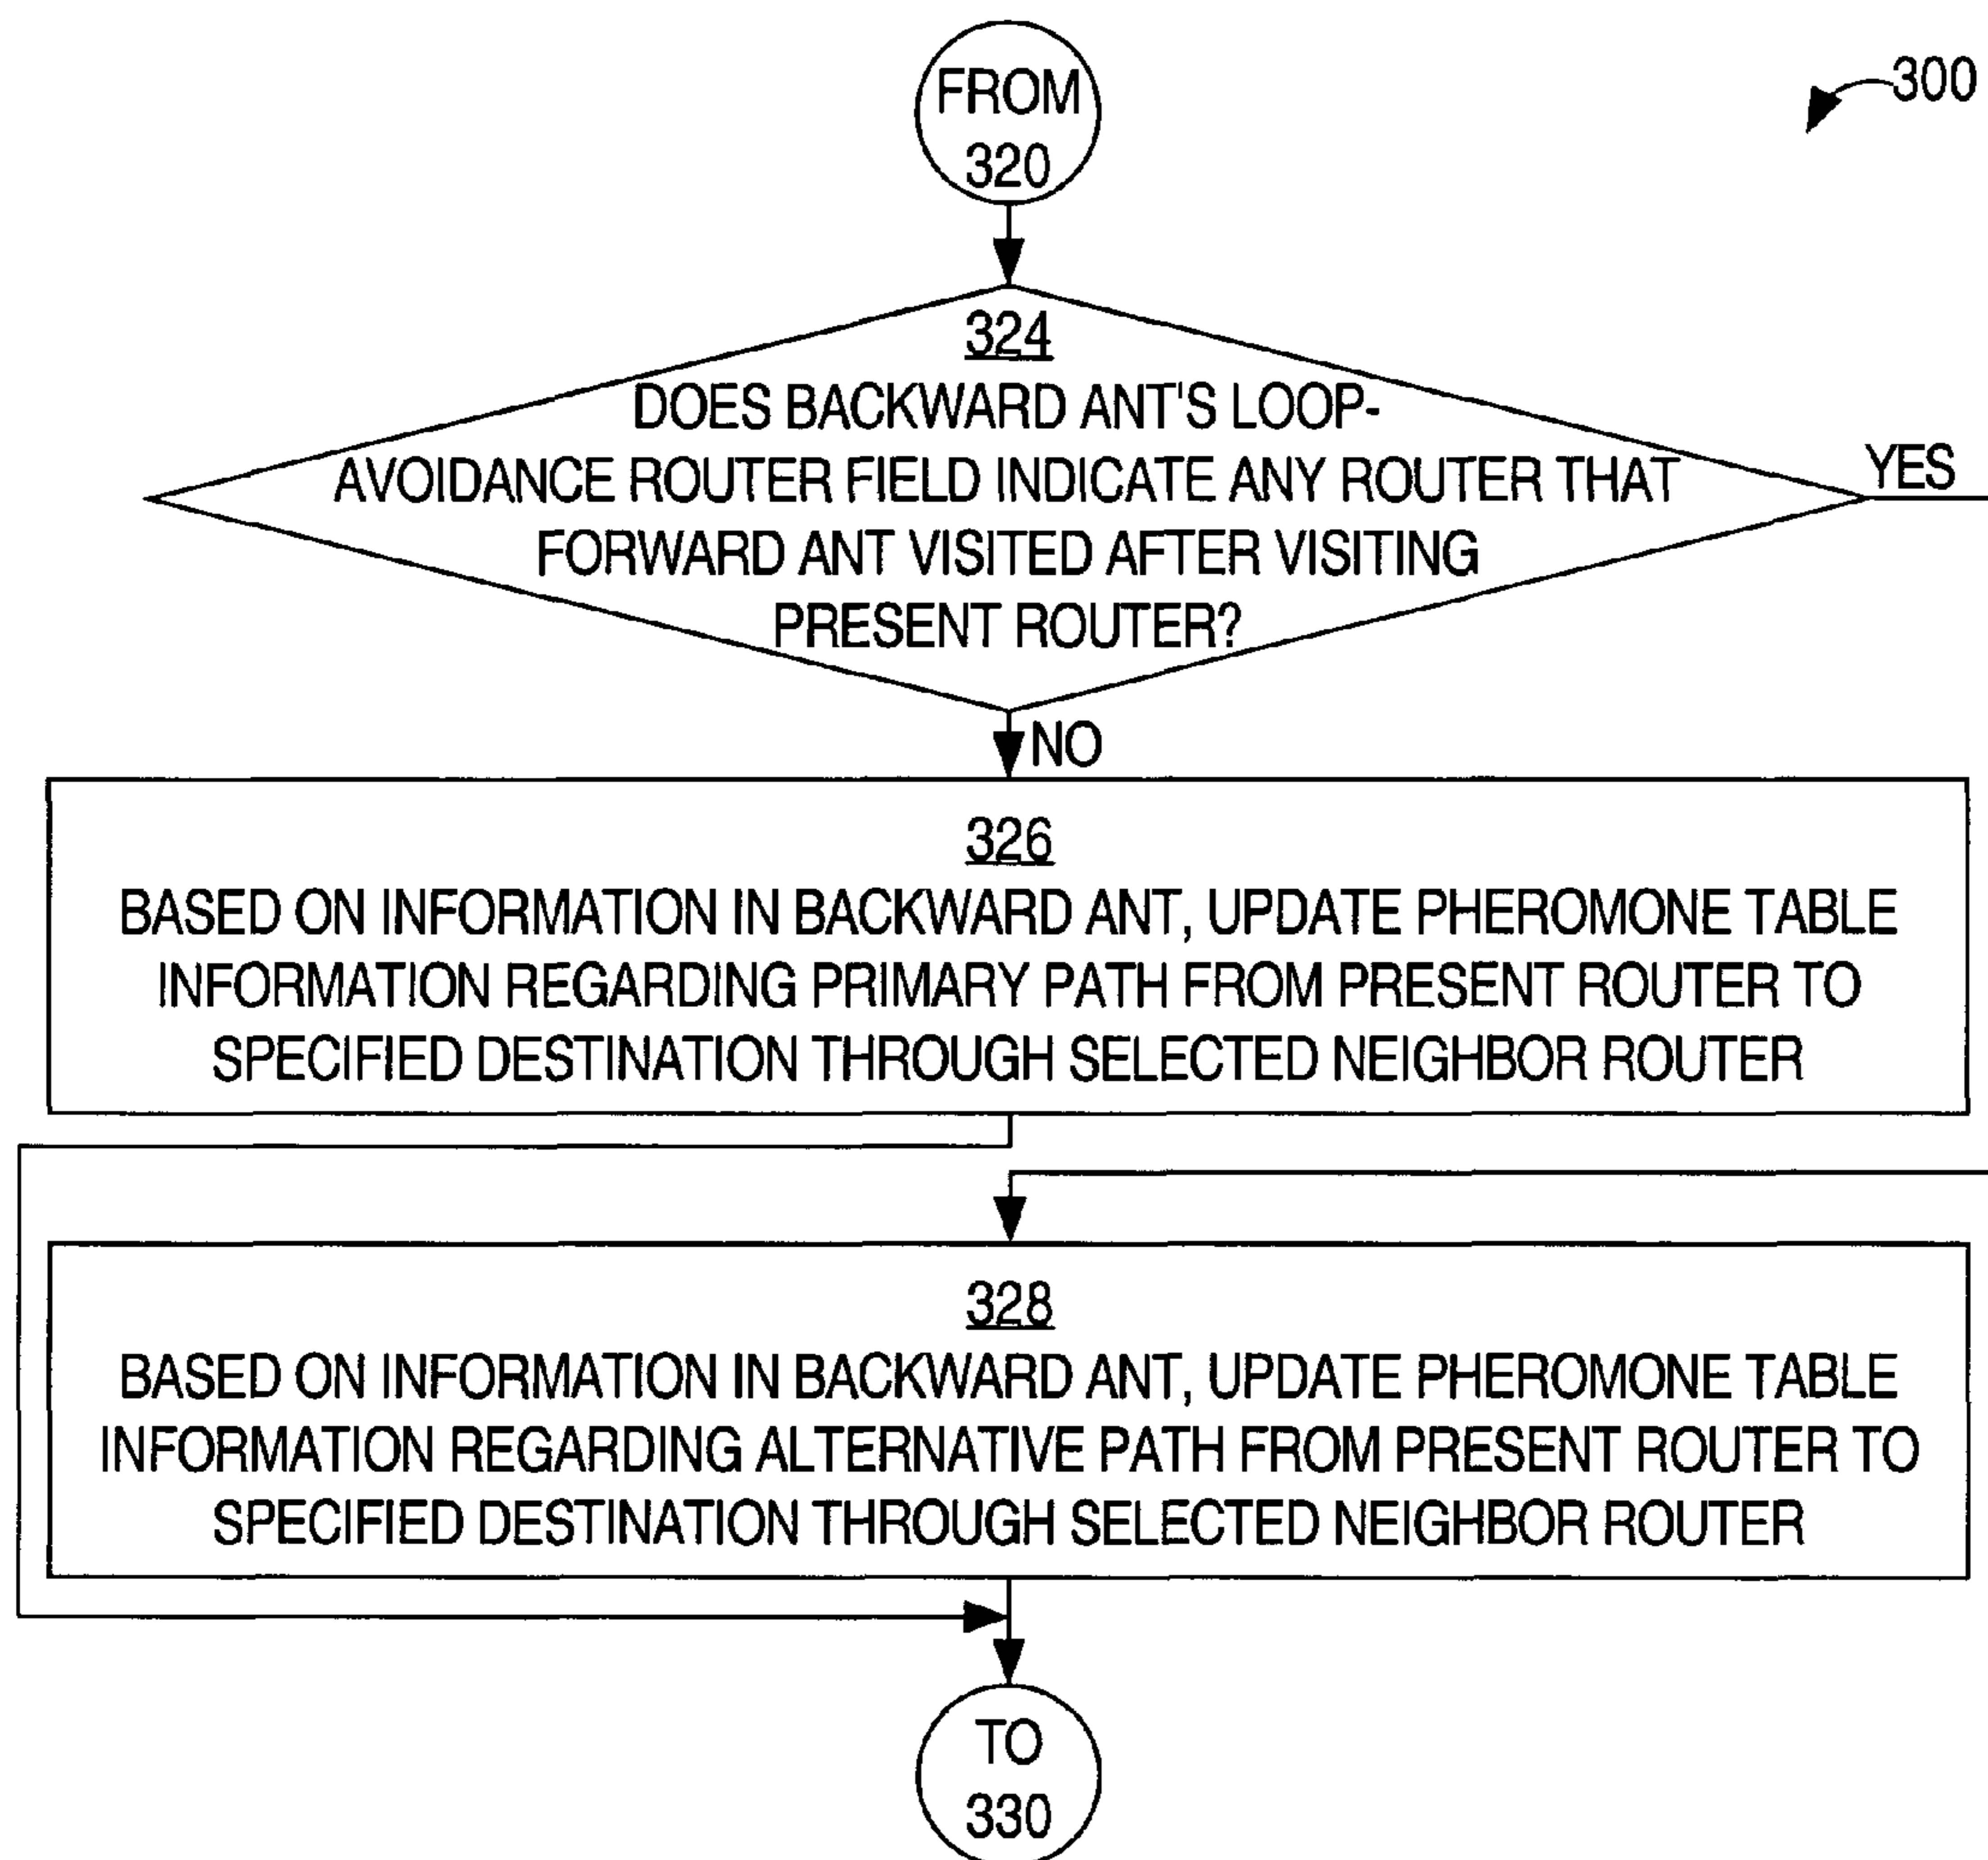 FROM
320
300
324
DOES BACKWARD ANT'S LOOP-
AVOIDANCE ROUTER FIELD INDICATE ANY ROUTER THAT
FORWARD ANT VISITED AFTER VISITING
PRESENT ROUTER?
YES
NO
326
BASED ON INFORMATION IN BACKWARD ANT, UPDATE PHEROMONE TABLE
INFORMATION REGARDING PRIMARY PATH FROM PRESENT ROUTER TO
SPECIFIED DESTINATION THROUGH SELECTED NEIGHBOR ROUTER
328
BASED ON INFORMATION IN BACKWARD ANT, UPDATE PHEROMONE TABLE
INFORMATION REGARDING ALTERNATIVE PATH FROM PRESENT ROUTER TO
SPECIFIED DESTINATION THROUGH SELECTED NEIGHBOR ROUTER
TO
330